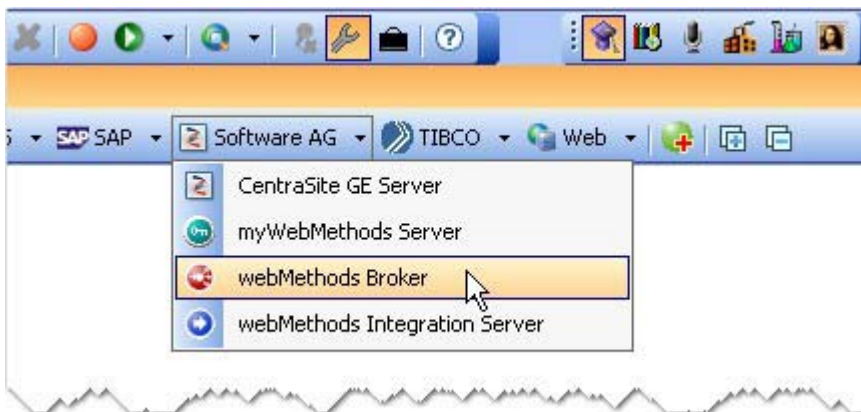 SAP SAP Software AG TIBCO Web
CentraSite GE Server
myWebMethods Server
webMethods Broker
webMethods Integration Server